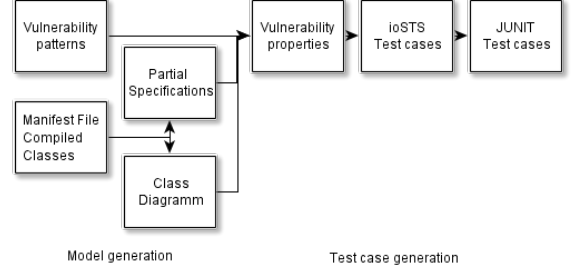 Vulnerability
patterns
Vulnerability
properties
ioSTS
Test cases
JUNIT
Test cases
Partial
Specifications
Manifest File
Compiled
Classes
Class
Diagramm
Model generation
Test case generation